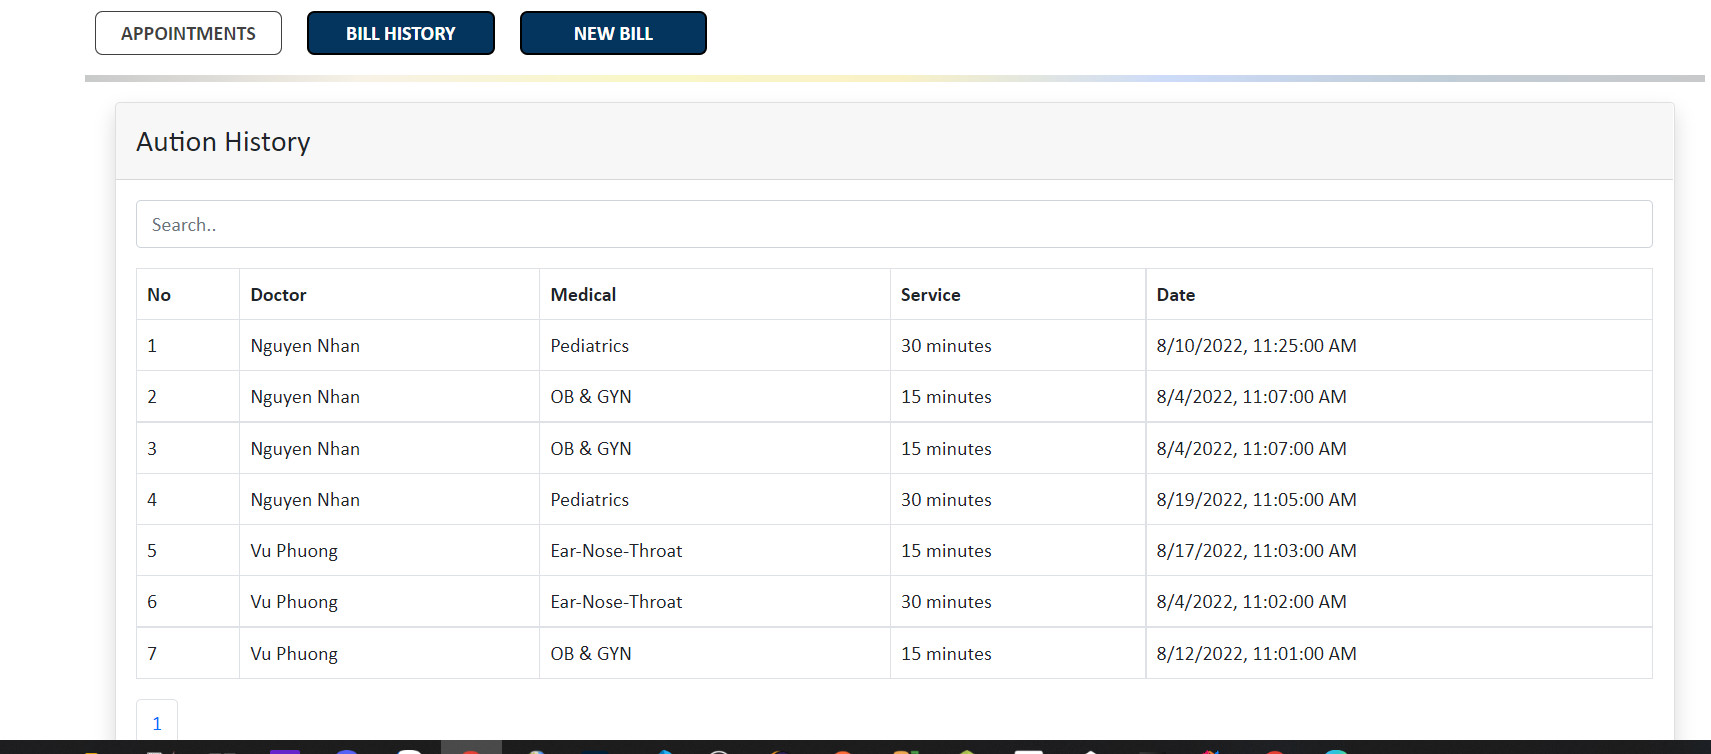 APPOINTMENTS BILL HISTORY NEW BILL
Aution History
Search..
No Doctor Medical Service Date
1 Nguyen Nhan Pediatrics 30 minutes 8/10/2022, 11:25:00 AM
2 Nguyen Nhan OB & GYN 15 minutes 8/4/2022, 11:07:00 AM
3 Nguyen Nhan OB & GYN 15 minutes 8/4/2022, 11:07:00 AM
4 Nguyen Nhan Pediatrics 30 minutes 8/19/2022, 11:05:00 AM
5 Vu Phuong Ear-Nose-Throat 15 minutes 8/17/2022, 11:03:00 AM
6 Vu Phuong Ear-Nose-Throat 30 minutes 8/4/2022, 11:02:00 AM
7 Vu Phuong OB & GYN 15 minutes 8/12/2022, 11:01:00 AM
1